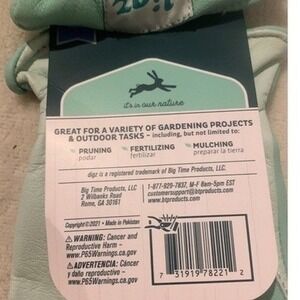 it's in our nature
GREAT FOR A VARIETY OF GARDENING PROJECTS
& OUTDOOR TASKS – including, but not limited to:
PRUNING
podar
FERTILIZING
fertilizar
MULCHING
preparar la tierra
digz is a registered trademark of Big Time Products, LLC
Big Time Products, LLC
2 Wilbanks Road
Rome, GA 30161
1-877-929-7837, M-F 8am-5pm EST
customersupport@btproducts.com
www.btproducts.com
Copyright©2021 • Made in Pakistan
WARNING: Cancer and
Reproductive Harm –
www.P65Warnings.ca.gov
ADVERTENCIA: Cáncer
y daño reproductivo –
www.P65Warnings.ca.gov
7 31919 78221 2